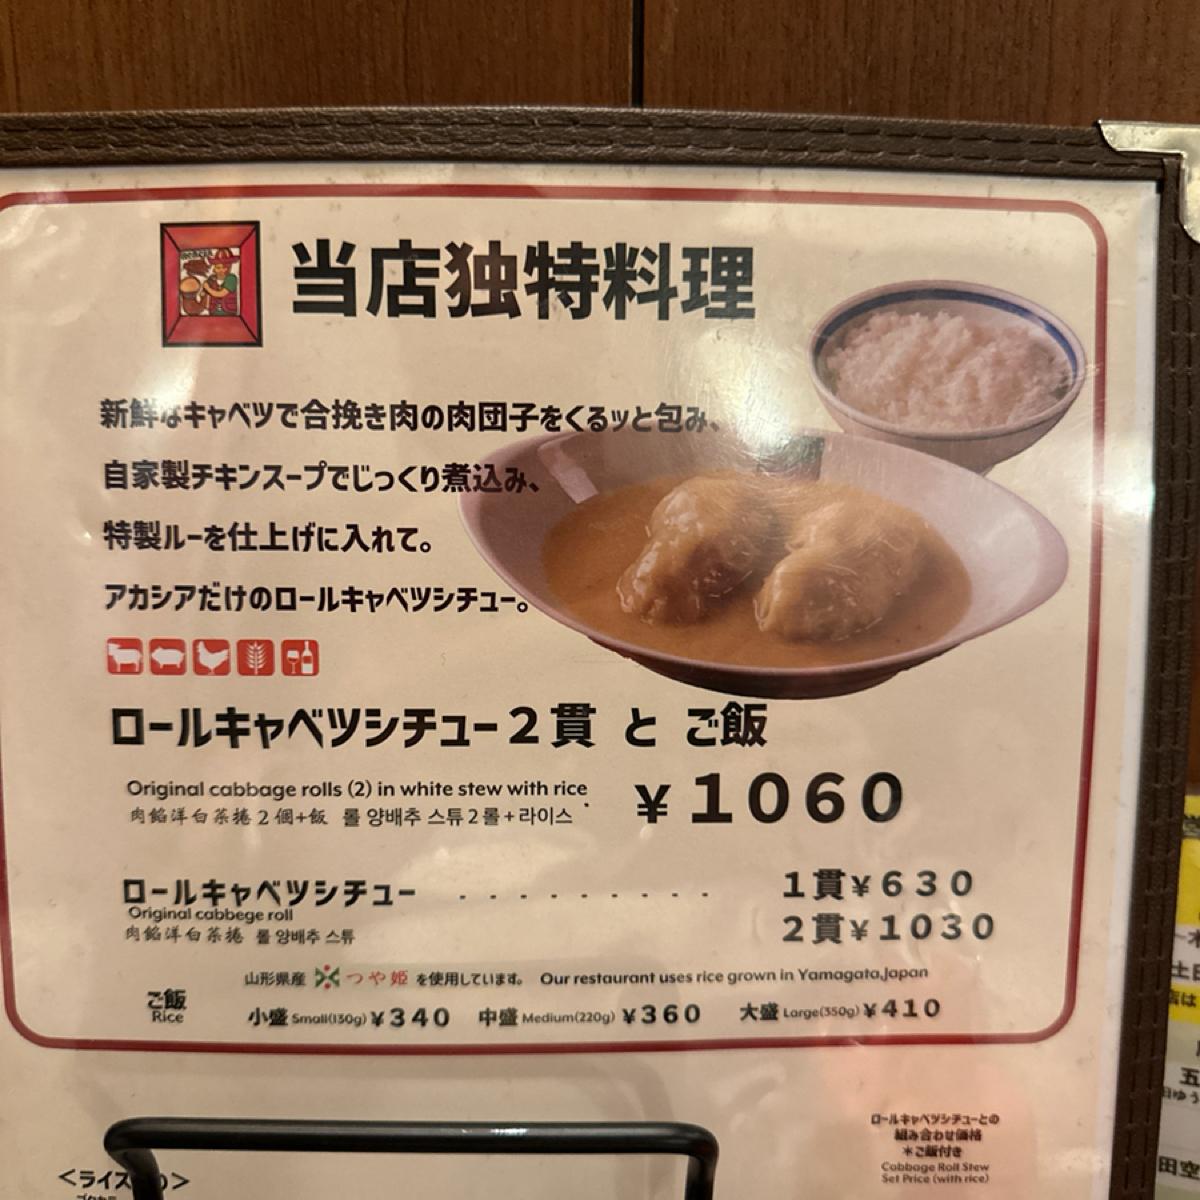 当店独特料理
新鮮なキャベツで合挽き肉の肉団子をくるッと包み、
自家製チキンスープでじっくり煮込み、
特製ルーを仕上げに入れて。
アカシアだけのロールキャベツシチュー。
ロールキャベツシチュー2貫 と ご飯
Original cabbage rolls (2) in white stew with rice
肉餡洋白菜捲2個+飯 롤 양배추 스튜 2롤+라이스
¥1060
ロールキャベツシチュー ......... 1貫¥630
Original cabbege roll
肉餡洋白菜捲 롤 양배추 스튜
2貫¥1030
山形県産 つや姫 を使用しています。 Our restaurant uses rice grown in Yamagata,Japan
ご飯
Rice
小盛 Small(130g) ¥340 中盛 Medium(220g) ¥360 大盛 Large(350g) ¥410
ロールキャベツシチューとの
組み合わせ価格
*ご飯付き
Cabbage Roll Stew
Set Price (with rice)
<ライス
土日
店は
五
田空